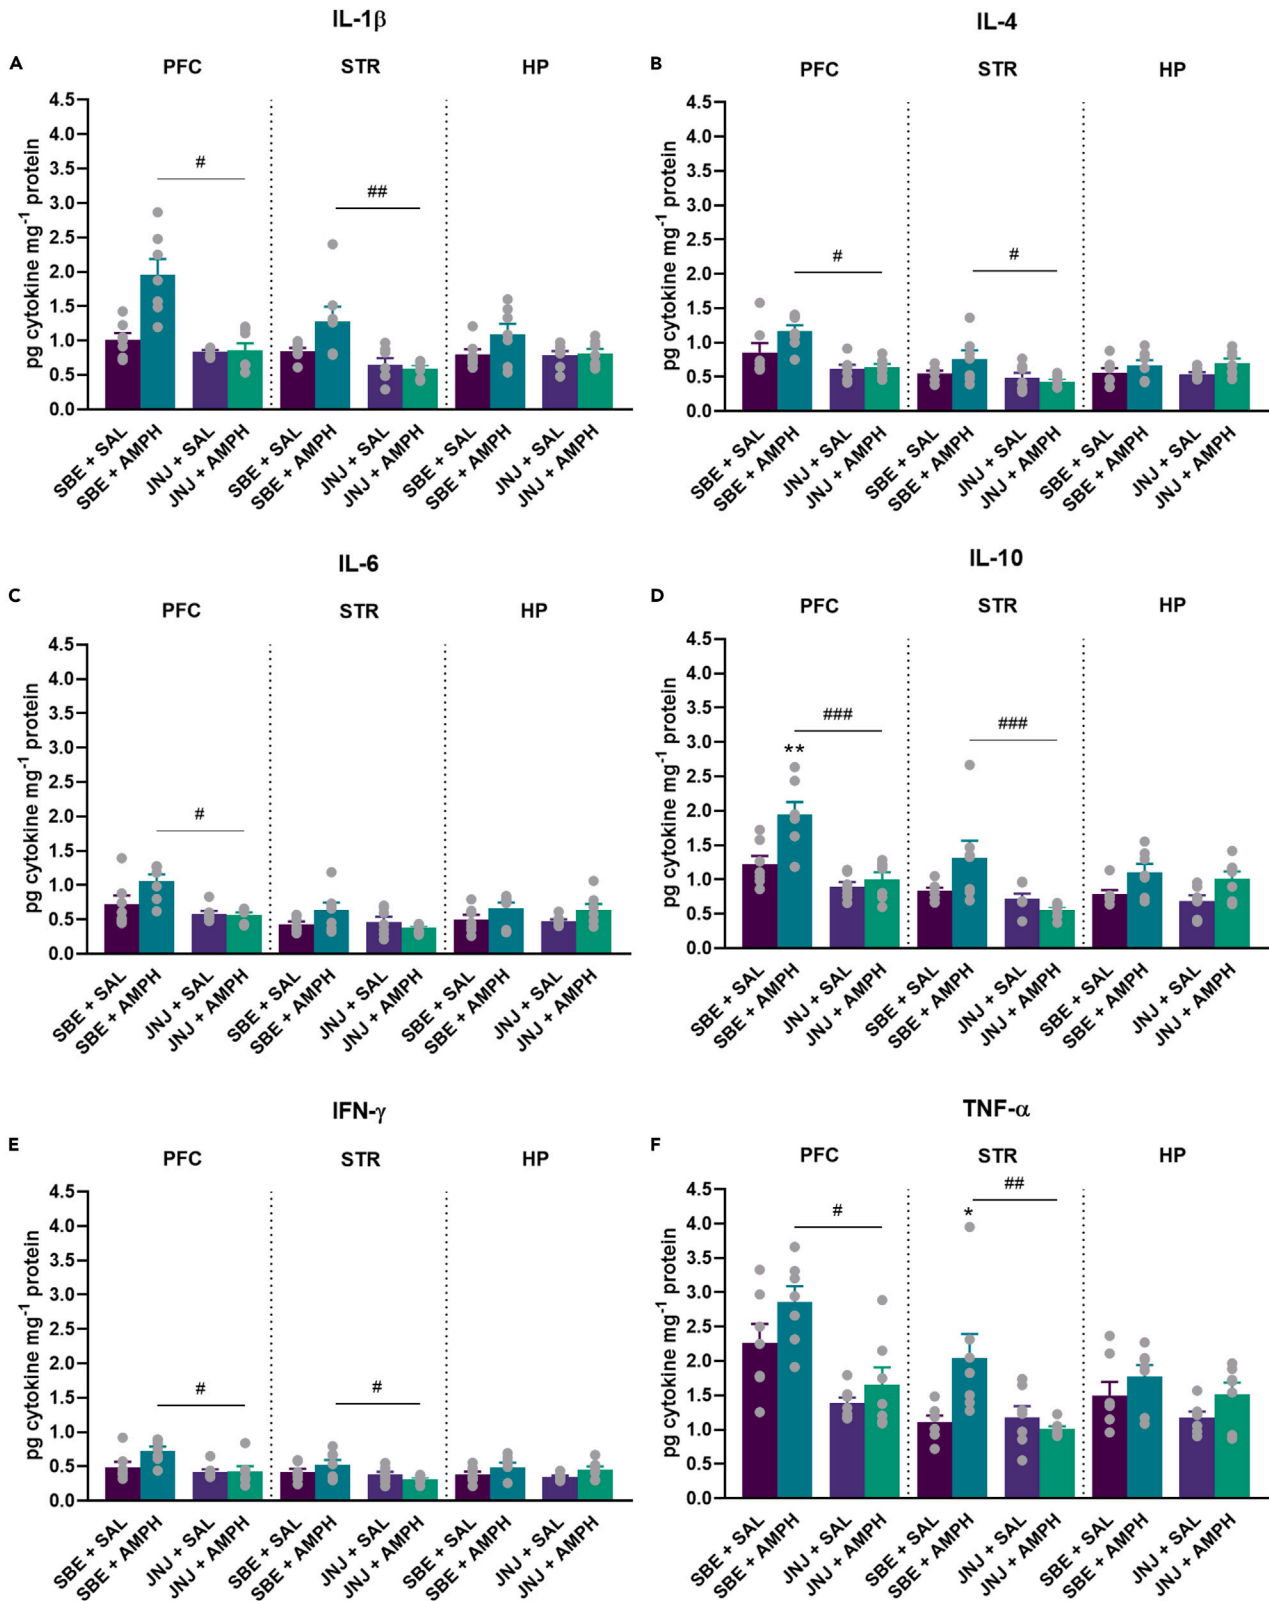 IL-1β
A
PFC STR HP
pg cytokine mg-1 protein
4.5
4.0
3.5
3.0
2.5
2.0
1.5
1.0
0.5
0.0
# ##
SBE + SAL
SBE + AMPH
JNJ + SAL
JNJ + AMPH
SBE + SAL
SBE + AMPH
JNJ + SAL
JNJ + AMPH
SBE + SAL
SBE + AMPH
JNJ + SAL
JNJ + AMPH
IL-4
B
PFC STR HP
pg cytokine mg-1 protein
4.5
4.0
3.5
3.0
2.5
2.0
1.5
1.0
0.5
0.0
# #
SBE + SAL
SBE + AMPH
JNJ + SAL
JNJ + AMPH
SBE + SAL
SBE + AMPH
JNJ + SAL
JNJ + AMPH
SBE + SAL
SBE + AMPH
JNJ + SAL
JNJ + AMPH
IL-6
C
PFC STR HP
pg cytokine mg-1 protein
4.5
4.0
3.5
3.0
2.5
2.0
1.5
1.0
0.5
0.0
#
SBE + SAL
SBE + AMPH
JNJ + SAL
JNJ + AMPH
SBE + SAL
SBE + AMPH
JNJ + SAL
JNJ + AMPH
SBE + SAL
SBE + AMPH
JNJ + SAL
JNJ + AMPH
IL-10
D
PFC STR HP
pg cytokine mg-1 protein
4.5
4.0
3.5
3.0
2.5
2.0
1.5
1.0
0.5
0.0
### ###
**
SBE + SAL
SBE + AMPH
JNJ + SAL
JNJ + AMPH
SBE + SAL
SBE + AMPH
JNJ + SAL
JNJ + AMPH
SBE + SAL
SBE + AMPH
JNJ + SAL
JNJ + AMPH
IFN-γ
E
PFC STR HP
pg cytokine mg-1 protein
4.5
4.0
3.5
3.0
2.5
2.0
1.5
1.0
0.5
0.0
# #
SBE + SAL
SBE + AMPH
JNJ + SAL
JNJ + AMPH
SBE + SAL
SBE + AMPH
JNJ + SAL
JNJ + AMPH
SBE + SAL
SBE + AMPH
JNJ + SAL
JNJ + AMPH
TNF-α
F
PFC STR HP
pg cytokine mg-1 protein
4.5
4.0
3.5
3.0
2.5
2.0
1.5
1.0
0.5
0.0
# ##
*
SBE + SAL
SBE + AMPH
JNJ + SAL
JNJ + AMPH
SBE + SAL
SBE + AMPH
JNJ + SAL
JNJ + AMPH
SBE + SAL
SBE + AMPH
JNJ + SAL
JNJ + AMPH